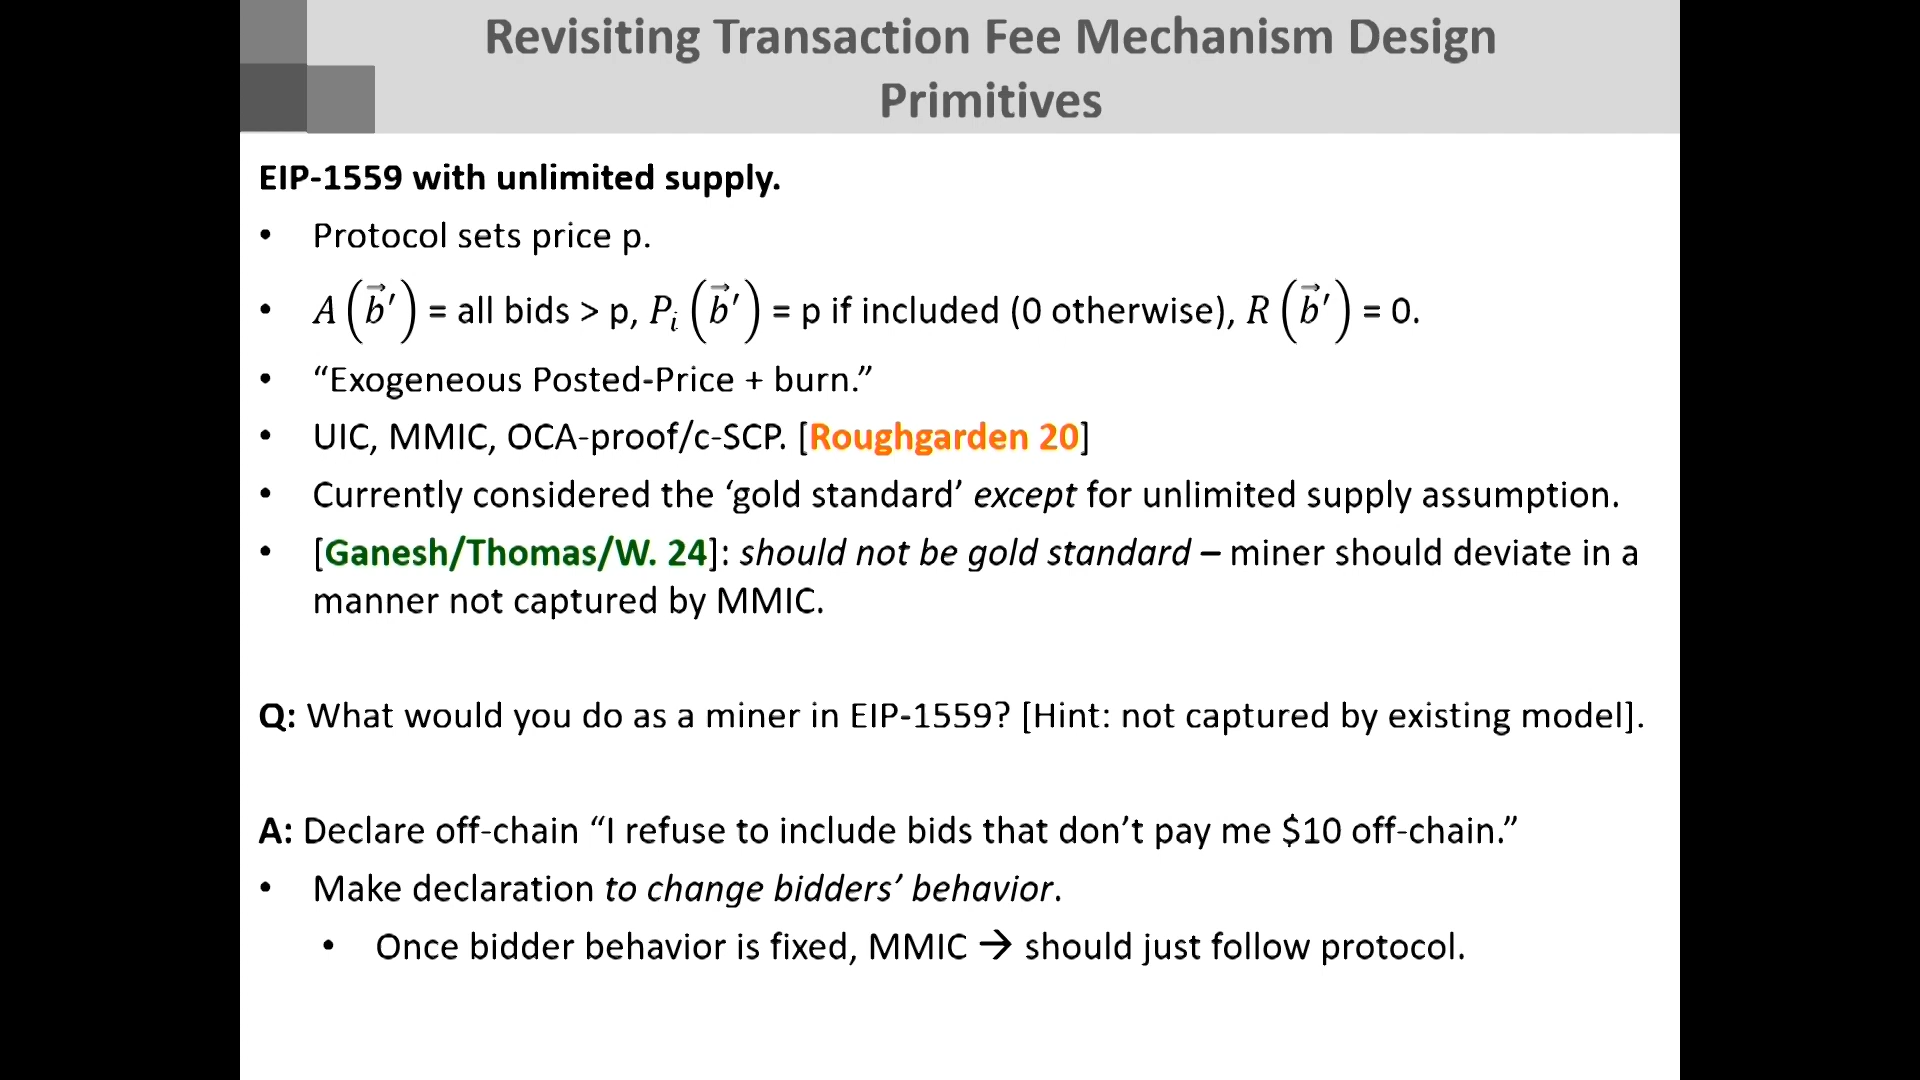 Revisiting Transaction Fee Mechanism Design
Primitives
EIP-1559 with unlimited supply.
• Protocol sets price p.
• A(b⃗′) = all bids > p, Pᵢ(b⃗′) = p if included (0 otherwise), R(b⃗′) = 0.
• “Exogeneous Posted-Price + burn.”
• UIC, MMIC, OCA-proof/c-SCP. [Roughgarden 20]
• Currently considered the ‘gold standard’ except for unlimited supply assumption.
• [Ganesh/Thomas/W. 24]: should not be gold standard – miner should deviate in a
manner not captured by MMIC.
Q: What would you do as a miner in EIP-1559? [Hint: not captured by existing model].
A: Declare off-chain “I refuse to include bids that don’t pay me $10 off-chain.”
• Make declaration to change bidders’ behavior.
• Once bidder behavior is fixed, MMIC → should just follow protocol.